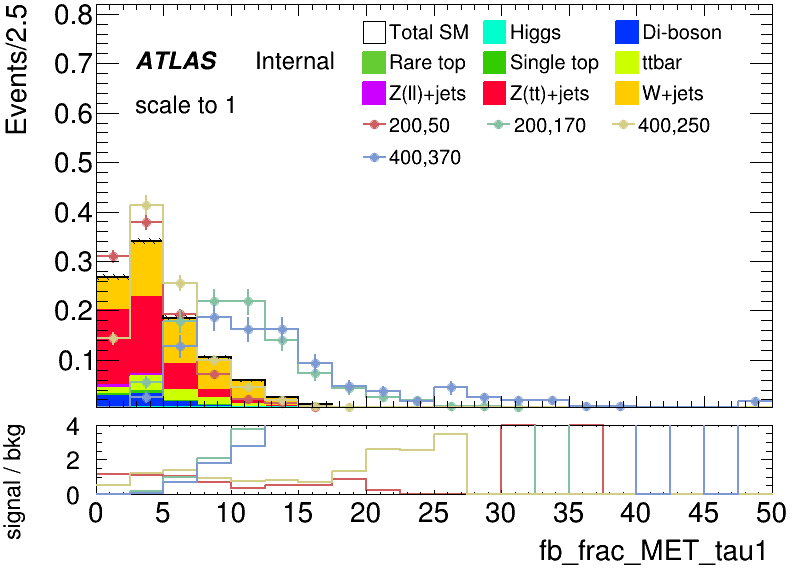 Events/2.5
0.8
0.7
0.6
0.5
0.4
0.3
0.2
0.1
ATLAS Internal
scale to 1
Total SM Higgs Di-boson
Rare top Single top ttbar
Z(ll)+jets Z(tt)+jets W+jets
200,50 200,170 400,250
400,370
signal / bkg
4
2
0
0 5 10 15 20 25 30 35 40 45 50
fb_frac_MET_tau1